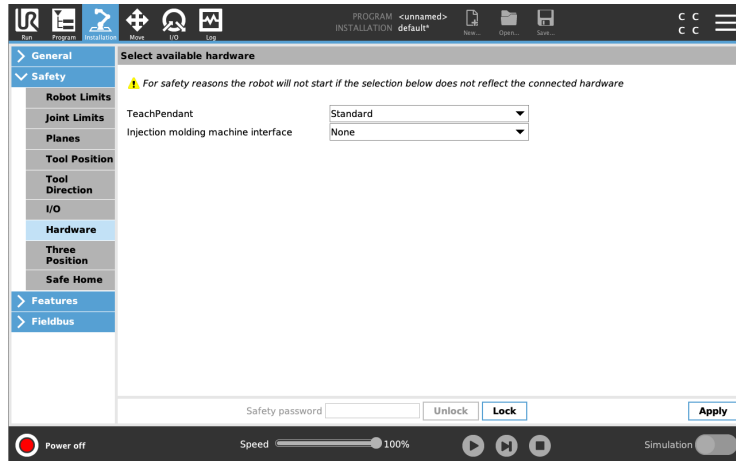 PROGRAM <unnamed>
INSTALLATION default*
Run
Program
Installation
Move
I/O
Log
New...
Open...
Save...
C C
C C
General
Safety
Robot Limits
Joint Limits
Planes
Tool Position
Tool
Direction
I/O
Hardware
Three
Position
Safe Home
Features
Fieldbus
Select available hardware
For safety reasons the robot will not start if the selection below does not reflect the connected hardware
TeachPendant Standard
Injection molding machine interface None
Safety password Unlock Lock Apply
Power off Speed 100% Simulation